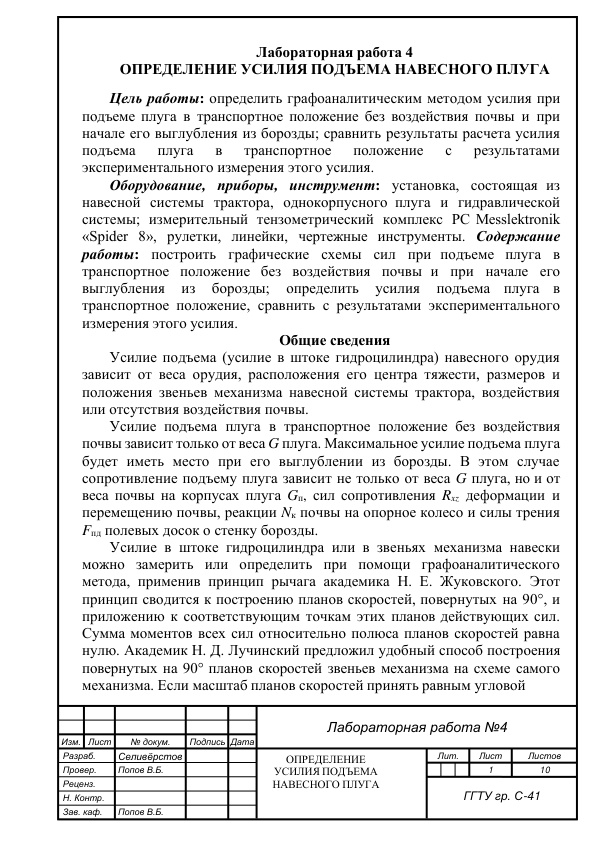 Лабораторная работа 4
ОПРЕДЕЛЕНИЕ УСИЛИЯ ПОДЪЕМА НАВЕСНОГО ПЛУГА
Цель работы: определить графоаналитическим методом усилия при
подъеме плуга в транспортное положение без воздействия почвы и при
начале его выглубления из борозды; сравнить результаты расчета усилия
подъема плуга в транспортное положение с результатами
экспериментального измерения этого усилия.
Оборудование, приборы, инструмент: установка, состоящая из
навесной системы трактора, однокорпусного плуга и гидравлической
системы; измерительный тензометрический комплекс PC Messlektronik
«Spider 8», рулетки, линейки, чертежные инструменты. Содержание
работы: построить графические схемы сил при подъеме плуга в
транспортное положение без воздействия почвы и при начале его
выглубления из борозды; определить усилия подъема плуга в
транспортное положение, сравнить с результатами экспериментального
измерения этого усилия.
Общие сведения
Усилие подъема (усилие в штоке гидроцилиндра) навесного орудия
зависит от веса орудия, расположения его центра тяжести, размеров и
положения звеньев механизма навесной системы трактора, воздействия
или отсутствия воздействия почвы.
Усилие подъема плуга в транспортное положение без воздействия
почвы зависит только от веса G плуга. Максимальное усилие подъема плуга
будет иметь место при его выглублении из борозды. В этом случае
сопротивление подъему плуга зависит не только от веса G плуга, но и от
веса почвы на корпусах плуга Gп, сил сопротивления Rxz деформации и
перемещению почвы, реакции Nк почвы на опорное колесо и силы трения
Fпд полевых досок о стенку борозды.
Усилие в штоке гидроцилиндра или в звеньях механизма навески
можно замерить или определить при помощи графоаналитического
метода, применив принцип рычага академика Н. Е. Жуковского. Этот
принцип сводится к построению планов скоростей, повернутых на 90°, и
приложению к соответствующим точкам этих планов действующих сил.
Сумма моментов всех сил относительно полюса планов скоростей равна
нулю. Академик Н. Д. Лучинский предложил удобный способ построения
повернутых на 90° планов скоростей звеньев механизма на схеме самого
механизма. Если масштаб планов скоростей принять равным угловой
Лабораторная работа №4
Изм. Лист № докум. Подпись Дата
Разраб. Селивёрстов
Провер. Попов В.Б.
Реценз.
Н. Контр.
Зав. каф. Попов В.Б.
ОПРЕДЕЛЕНИЕ
УСИЛИЯ ПОДЪЕМА
НАВЕСНОГО ПЛУГА
Лит. Лист Листов
1 10
ГГТУ гр. С-41